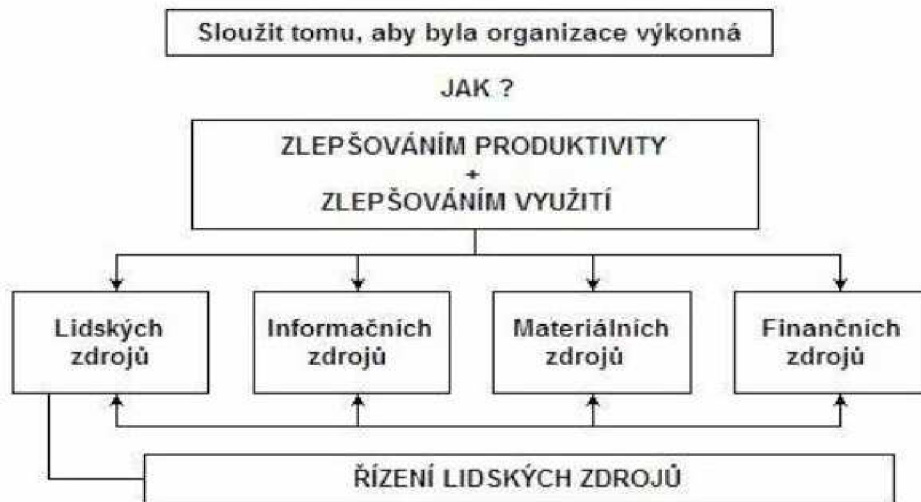 Sloužit tomu, aby byla organizace výkonná
JAK ?
ZLEPŠOVÁNÍM PRODUKTIVITY
+
ZLEPŠOVÁNÍM VYUŽITÍ
Lidských
zdrojů
Informačních
zdrojů
Materiálních
zdrojů
Finančních
zdrojů
ŘÍZENÍ LIDSKÝCH ZDROJŮ